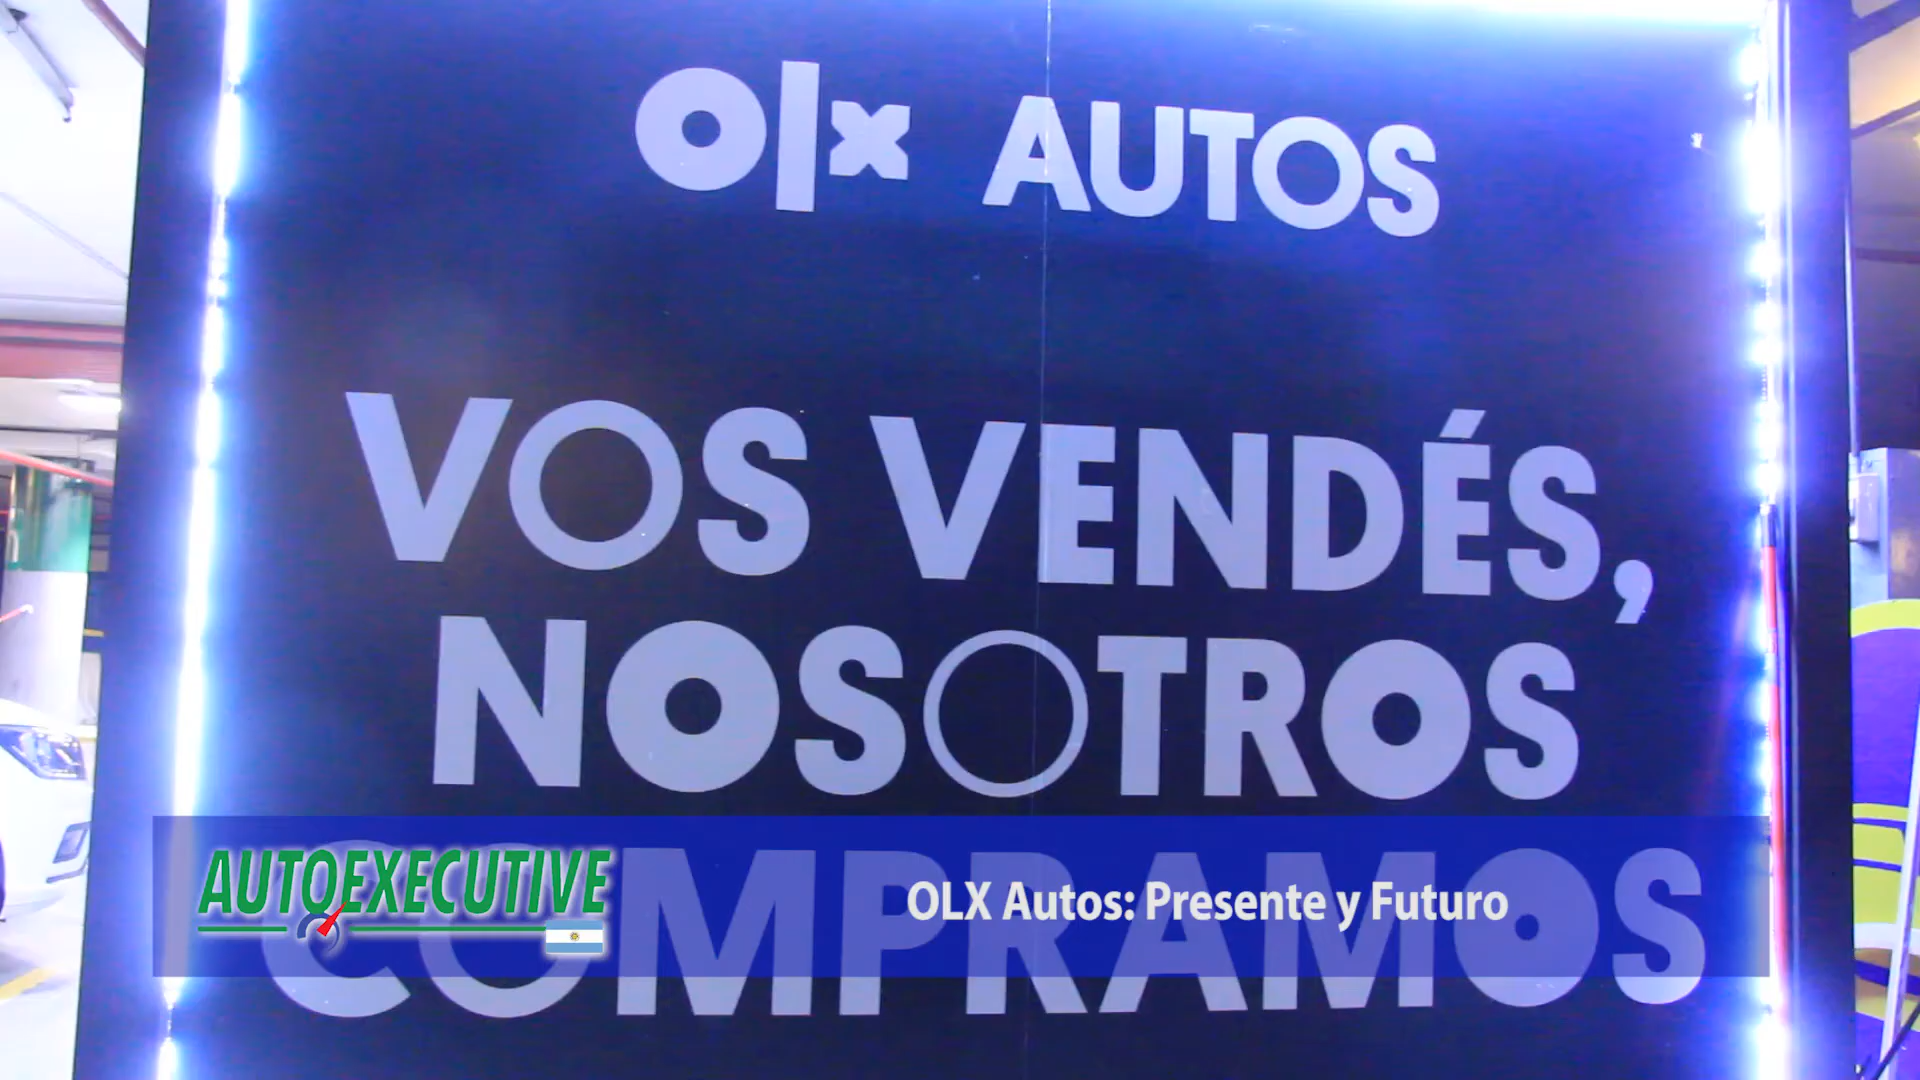 olx AUTOS
VOS VENDÉS,
NOSOTROS
COMPRAMOS
AUTOEXECUTIVE
OLX Autos: Presente y Futuro